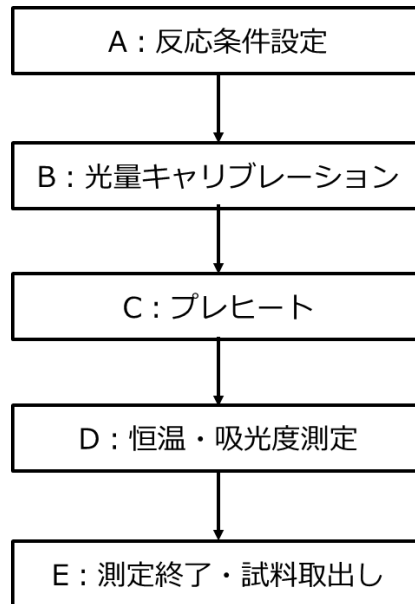 A：反応条件設定
B：光量キャリブレーション
C：プレヒート
D：恒温・吸光度測定
E：測定終了・試料取出し